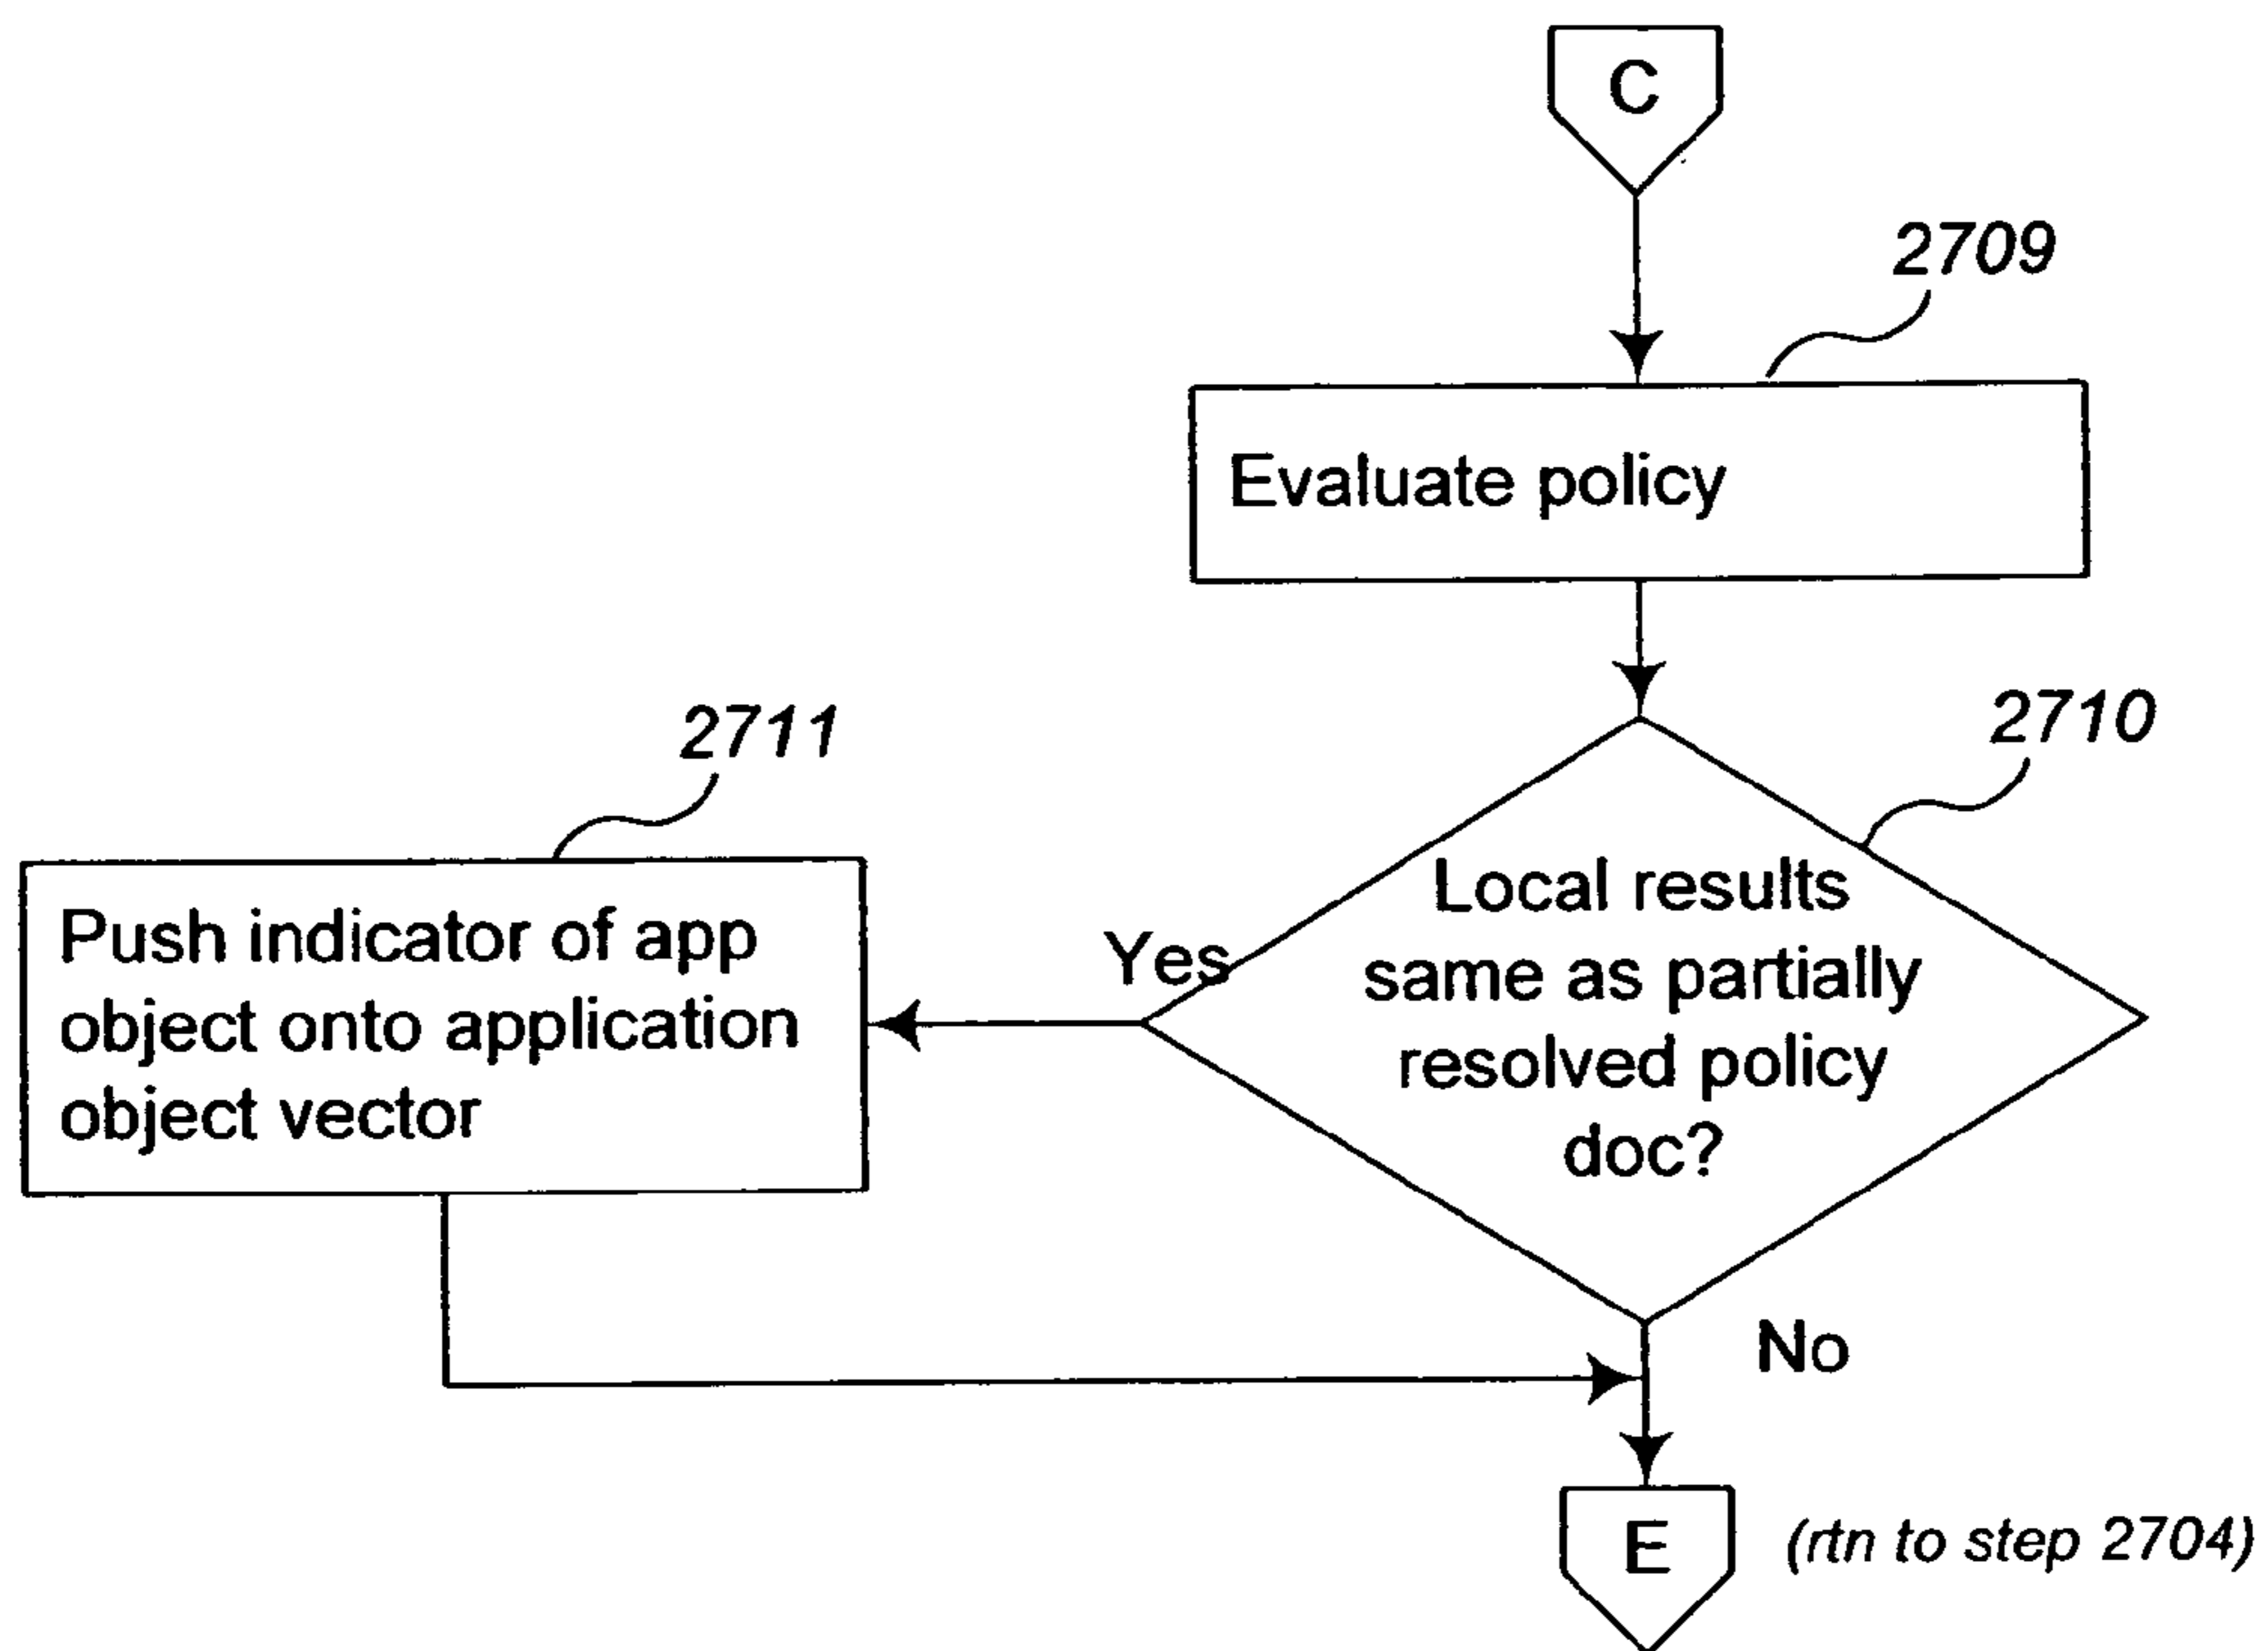 C
2709
Evaluate policy
2710
Local results
same as partially
resolved policy
doc?
Yes
2711
Push indicator of app
object onto application
object vector
No
E
(rtn to step 2704)